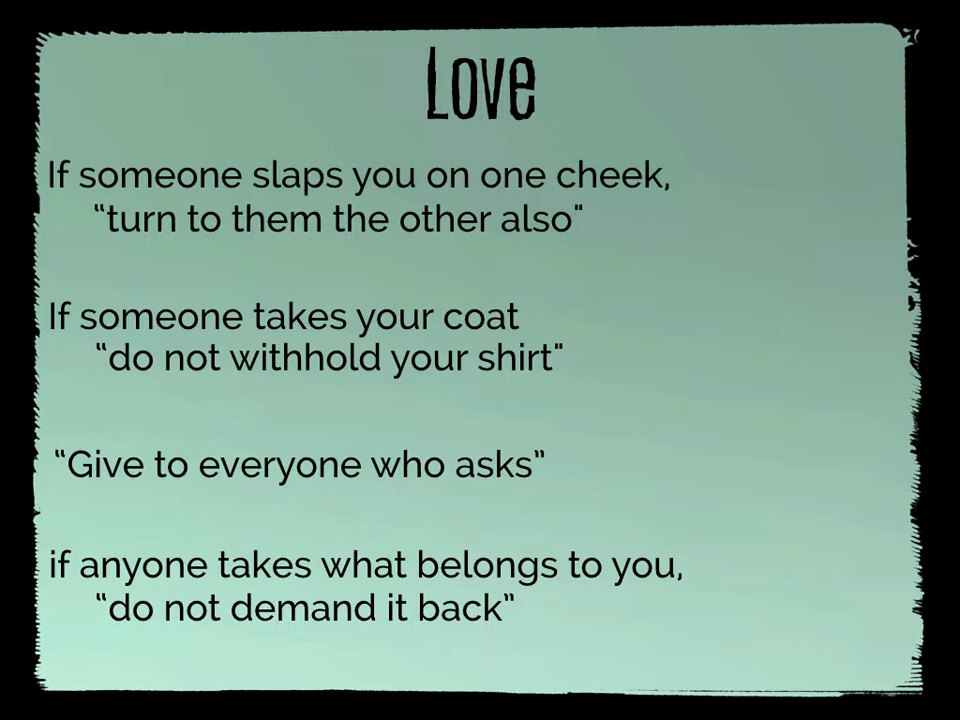 Love
If someone slaps you on one cheek,
“turn to them the other also"
If someone takes your coat
“do not withhold your shirt"
“Give to everyone who asks”
if anyone takes what belongs to you,
“do not demand it back”